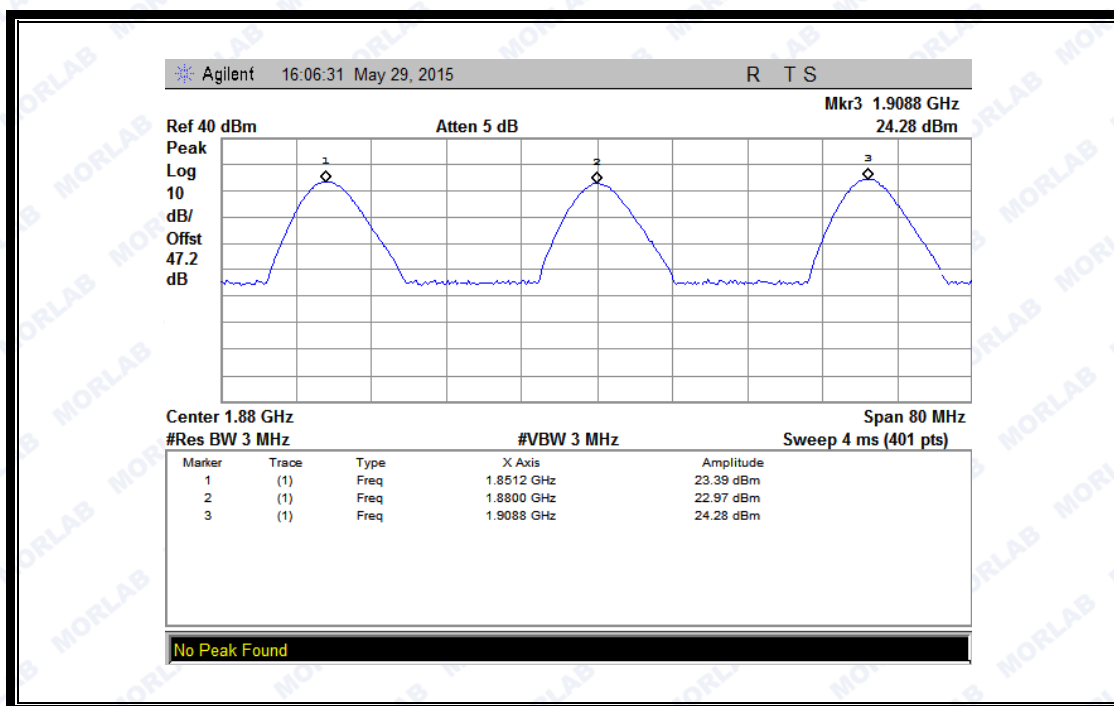 Agilent 16:06:31 May 29, 2015 R T S
Mkr3 1.9088 GHz
Ref 40 dBm Atten 5 dB 24.28 dBm
Peak
Log
10
dB/
Offst
47.2
dB
1 2 3
Center 1.88 GHz Span 80 MHz
#Res BW 3 MHz #VBW 3 MHz Sweep 4 ms (401 pts)
Marker Trace Type X Axis Amplitude
1 (1) Freq 1.8512 GHz 23.39 dBm
2 (1) Freq 1.8800 GHz 22.97 dBm
3 (1) Freq 1.9088 GHz 24.28 dBm
No Peak Found
MORLAB